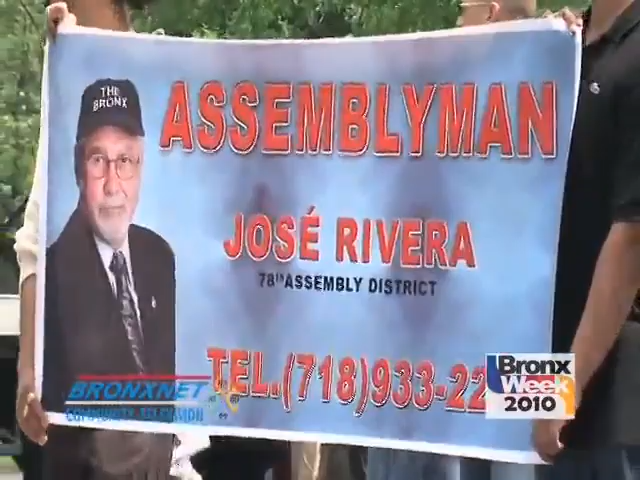 THE
BRONX
ASSEMBLYMAN
JOSÉ RIVERA
78th ASSEMBLY DISTRICT
TEL.(718)933-22
BRONXNET
COMMUNITY TELEVISION
Bronx
Week
2010